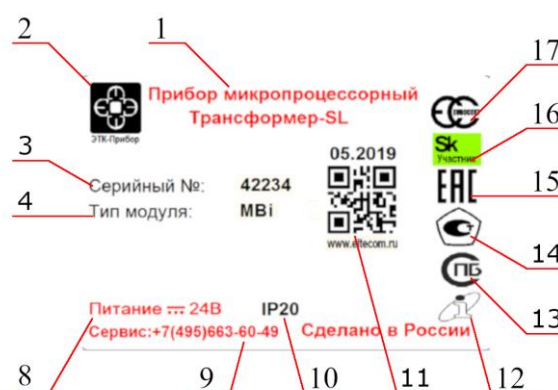 2 1
17
Прибор микропроцессорный
Трансформер-SL
ЭТК-Прибор
16
Sk
Участник
05.2019
3
Серийный №: 42234
15
EAC
4
Тип модуля: MBi
www.eltecom.ru
14
СПБ
13
Питание 24В IP20
Сервис:+7(495)663-60-49 Сделано в России
8 9 10 11 12